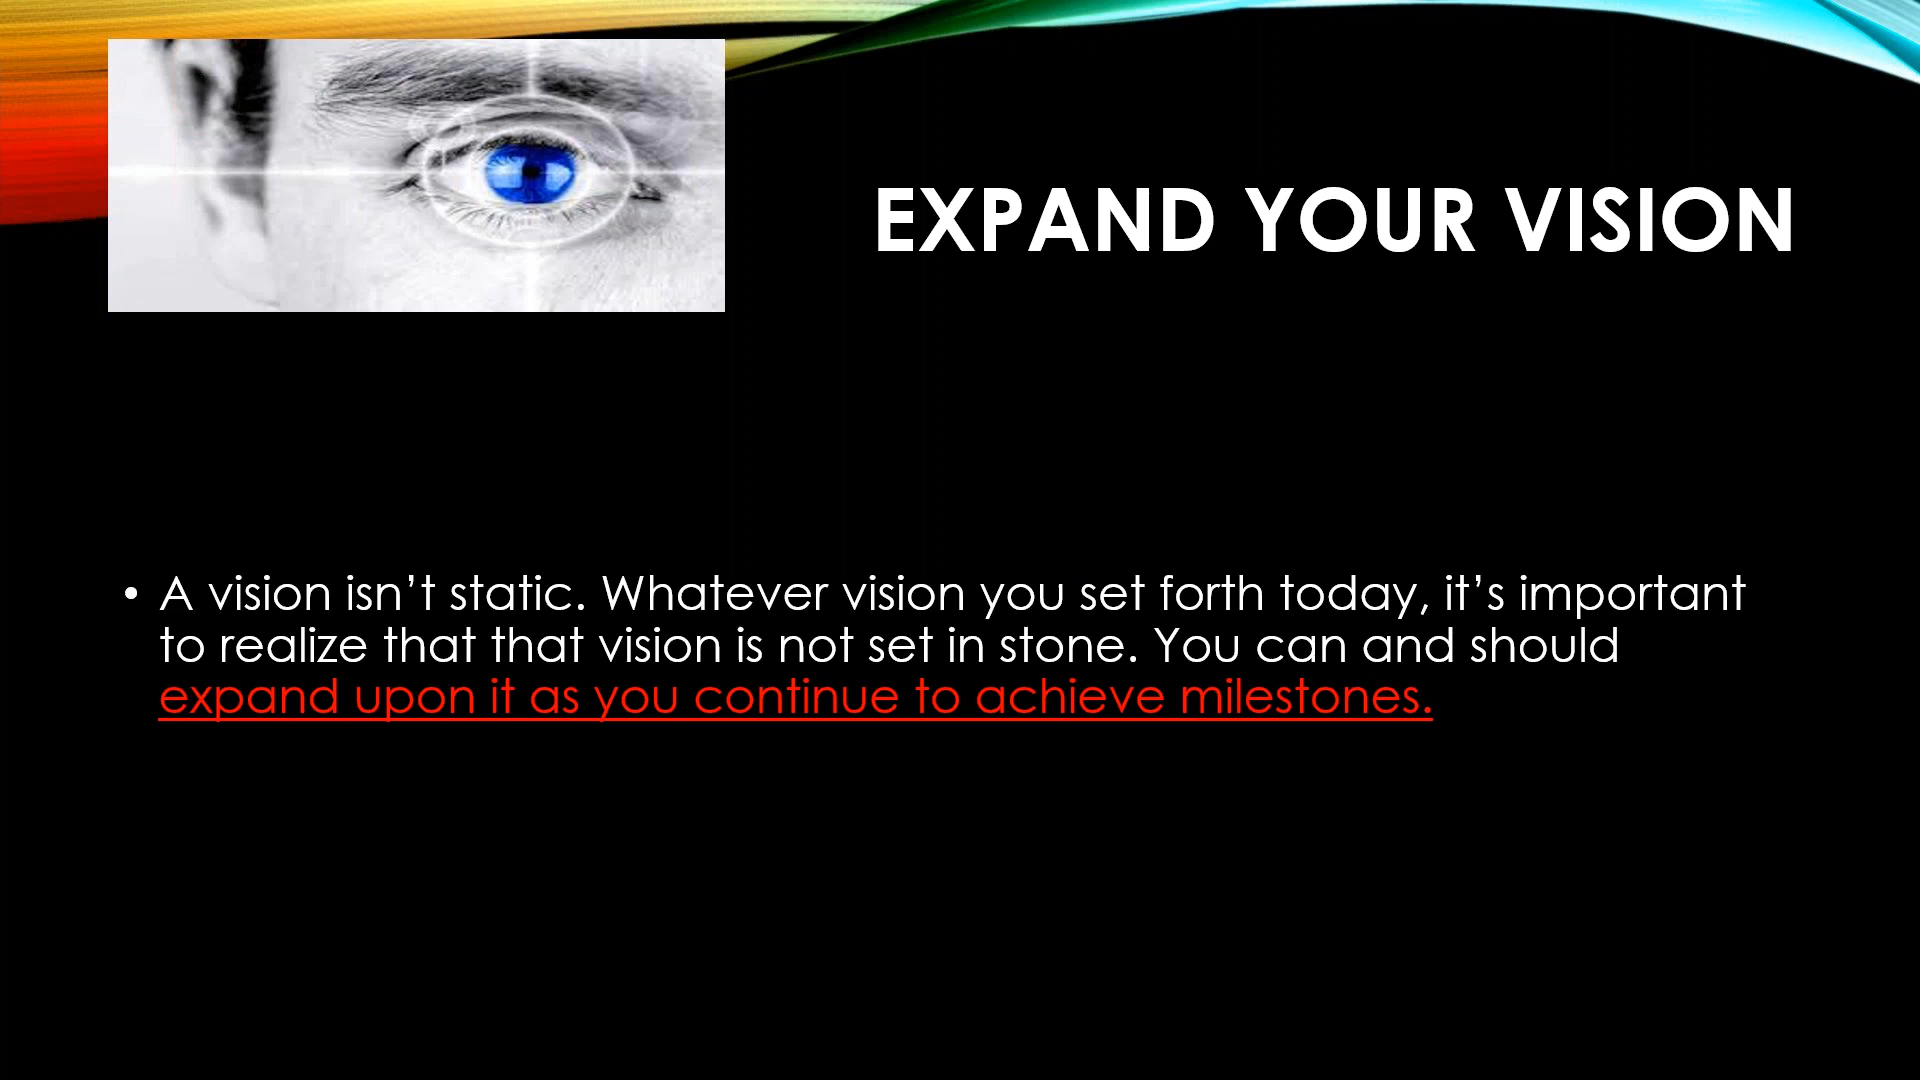 EXPAND YOUR VISION
• A vision isn’t static. Whatever vision you set forth today, it’s important
to realize that that vision is not set in stone. You can and should
expand upon it as you continue to achieve milestones.